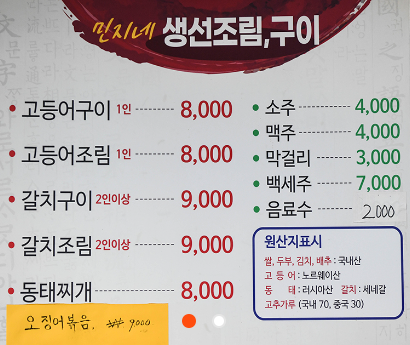 민지네 생선조림,구이
고등어구이 1인 8,000
고등어조림 1인 8,000
갈치구이 2인이상 9,000
갈치조림 2인이상 9,000
동태찌개 8,000
오징어볶음. 9000
소주 4,000
맥주 4,000
막걸리 3,000
백세주 7,000
음료수 2000
원산지표시
쌀, 두부, 김치, 배추 : 국내산
고 등 어 : 노르웨이산
동 태 : 러시아산 갈치 : 세네갈
고추가루 (국내 70, 중국 30)